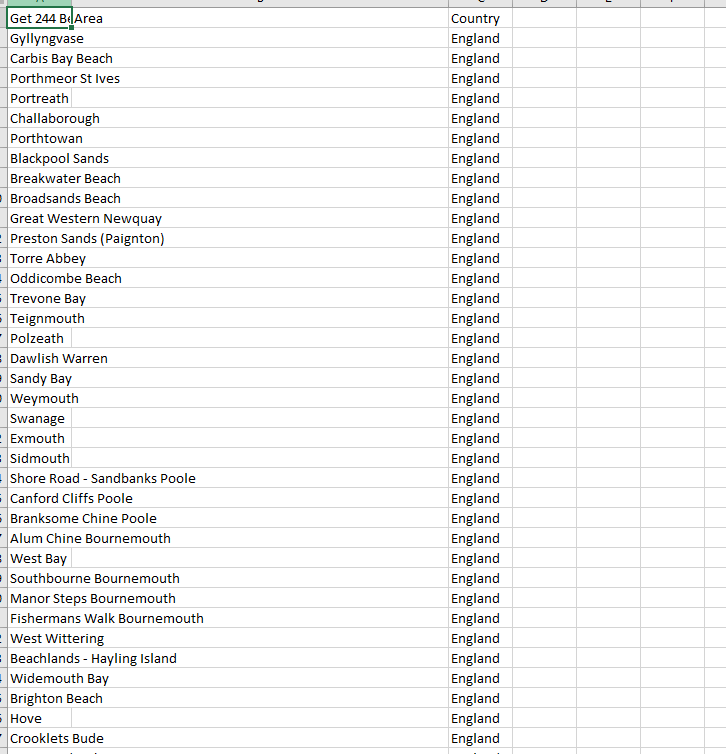 Get 244 Be Area Country
Gyllyngvase England
Carbis Bay Beach England
Porthmeor St Ives England
Portreath England
Challaborough England
Porthtowan England
Blackpool Sands England
Breakwater Beach England
Broadsands Beach England
Great Western Newquay England
Preston Sands (Paignton) England
Torre Abbey England
Oddicombe Beach England
Trevone Bay England
Teignmouth England
Polzeath England
Dawlish Warren England
Sandy Bay England
Weymouth England
Swanage England
Exmouth England
Sidmouth England
Shore Road - Sandbanks Poole England
Canford Cliffs Poole England
Branksome Chine Poole England
Alum Chine Bournemouth England
West Bay England
Southbourne Bournemouth England
Manor Steps Bournemouth England
Fishermans Walk Bournemouth England
West Wittering England
Beachlands - Hayling Island England
Widemouth Bay England
Brighton Beach England
Hove England
Crooklets Bude England